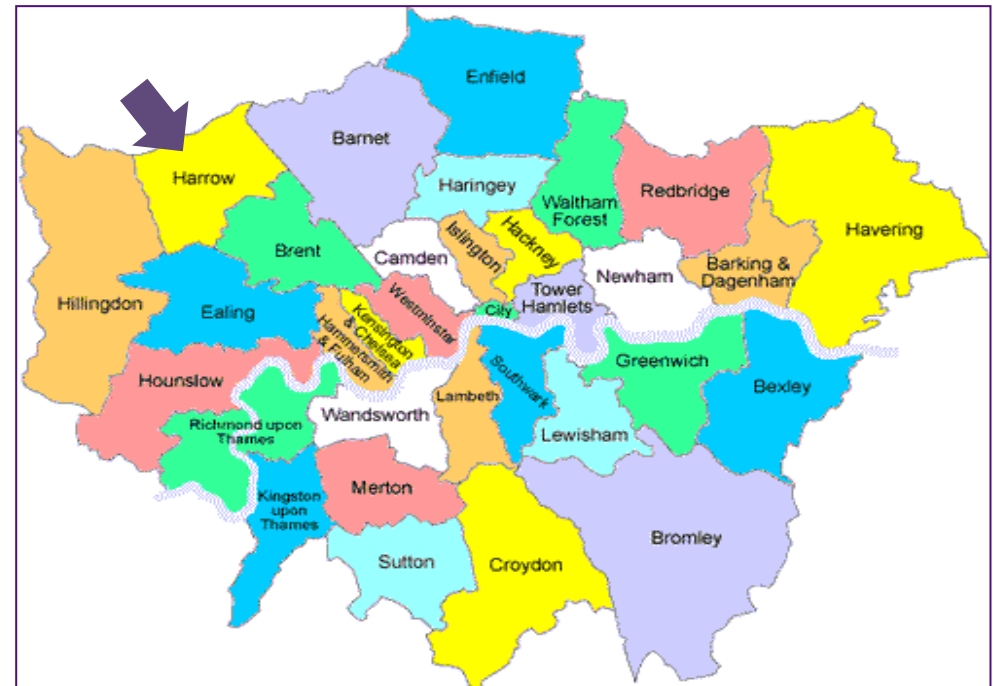 Enfield
Barnet
Harrow
Haringey
Waltham
Forest
Redbridge
Havering
Brent
Camden
Islington
Hackney
Newham
Barking &
Dagenham
Hillingdon
Ealing
Westminster
City
Tower
Hamlets
Kensington
& Chelsea
Hammersmith
& Fulham
Hounslow
Greenwich
Bexley
Southwark
Lambeth
Wandsworth
Richmond upon
Thames
Lewisham
Kingston
upon
Thames
Merton
Sutton
Croydon
Bromley